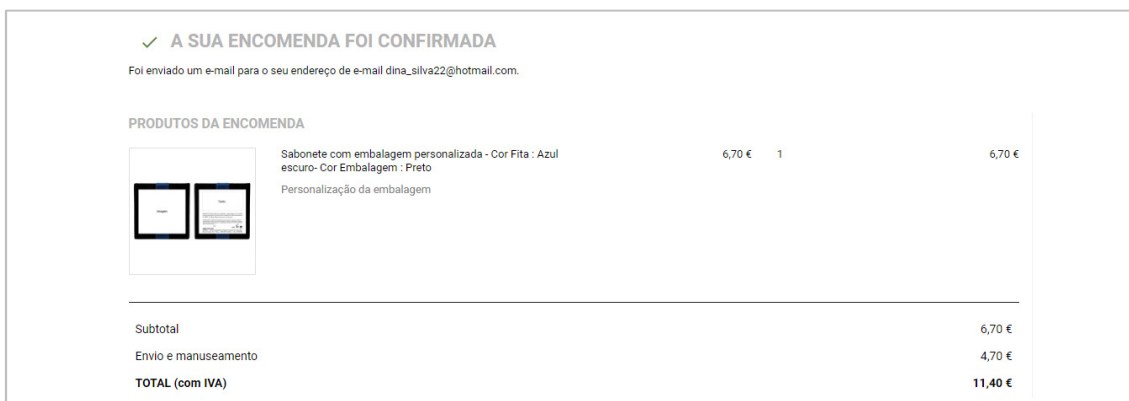 A SUA ENCOMENDA FOI CONFIRMADA
Foi enviado um e-mail para o seu endereço de e-mail dina_silva22@hotmail.com.
PRODUTOS DA ENCOMENDA
Sabonete com embalagem personalizada - Cor Fita : Azul
escuro- Cor Embalagem : Preto
6,70 € 1 6,70 €
Personalização da embalagem
Subtotal 6,70 €
Envio e manuseamento 4,70 €
TOTAL (com IVA) 11,40 €